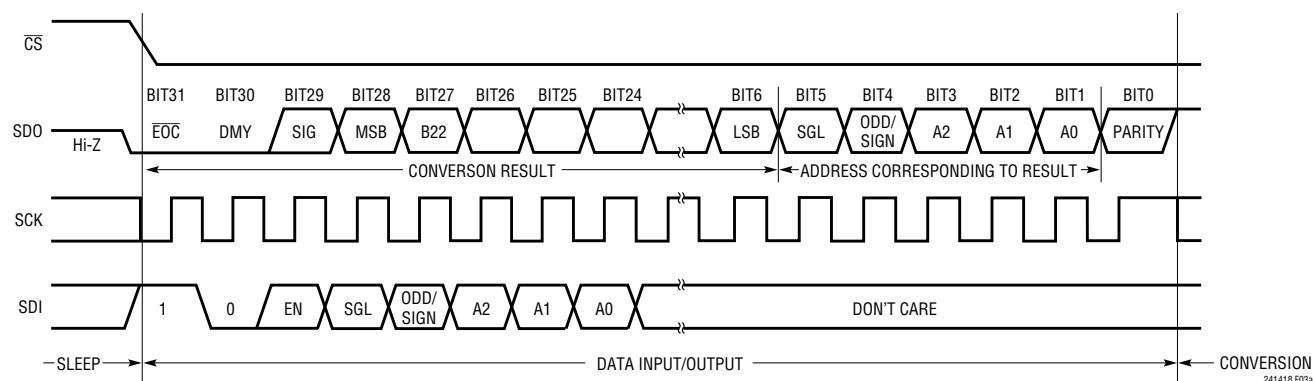 CS
BIT31 BIT30 BIT29 BIT28 BIT27 BIT26 BIT25 BIT24 BIT6 BIT5 BIT4 BIT3 BIT2 BIT1 BIT0
SDO Hi-Z EOC DMY SIG MSB B22 LSB SGL ODD/SIGN A2 A1 A0 PARITY
CONVERSON RESULT ADDRESS CORRESPONDING TO RESULT
SCK
SDI 1 0 EN SGL ODD/SIGN A2 A1 A0 DON'T CARE
SLEEP DATA INPUT/OUTPUT CONVERSION
241418 F03a